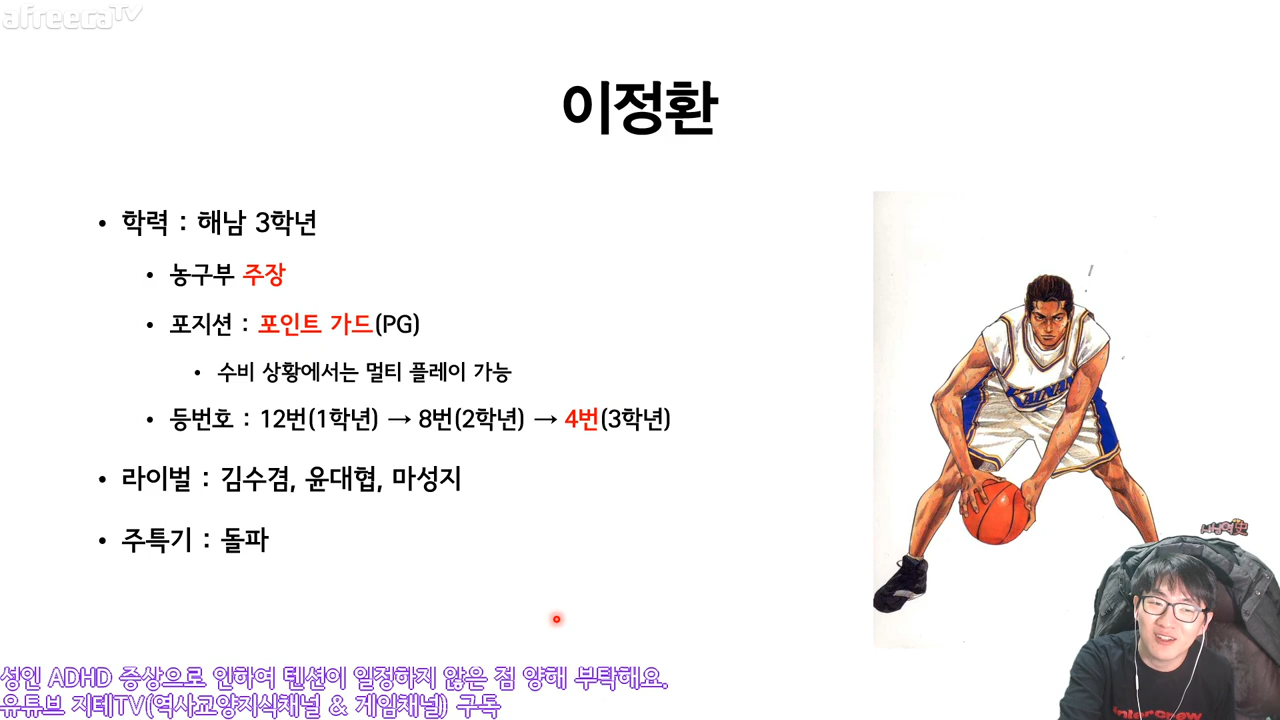 afreecaTV
이정환
• 학력 : 해남 3학년
• 농구부 주장
• 포지션 : 포인트 가드(PG)
• 수비 상황에서는 멀티 플레이 가능
• 등번호 : 12번(1학년) → 8번(2학년) → 4번(3학년)
• 라이벌 : 김수겸, 윤대협, 마성지
• 주특기 : 돌파
KAINAN
intercrew
성인 ADHD 증상으로 인하여 텐션이 일정하지 않은 점 양해 부탁해요.
유튜브 지테TV(역사교양지식채널 & 게임채널) 구독